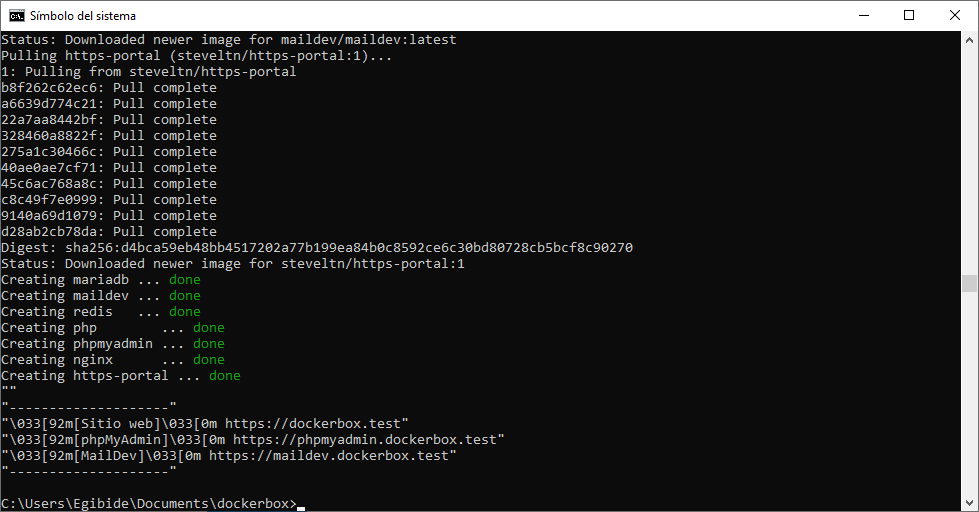 Símbolo del sistema
Status: Downloaded newer image for maildev/maildev:latest
Pulling https-portal (steveltn/https-portal:1)...
1: Pulling from steveltn/https-portal
b8f262c62ec6: Pull complete
a6639d774c21: Pull complete
22a7aa8442bf: Pull complete
328460a8822f: Pull complete
275a1c30466c: Pull complete
40ae0ae7cf71: Pull complete
45c6ac768a8c: Pull complete
c8c49f7e0999: Pull complete
9140a69d1079: Pull complete
d28ab2cb78da: Pull complete
Digest: sha256:d4bca59eb48bb4517202a77b199ea84b0c8592ce6c30bd80728cb5bcf8c90270
Status: Downloaded newer image for steveltn/https-portal:1
Creating mariadb ... done
Creating maildev ... done
Creating redis   ... done
Creating php        ... done
Creating phpmyadmin ... done
Creating nginx      ... done
Creating https-portal ... done
""
"--------------------"
"\033[92m[Sitio web]\033[0m https://dockerbox.test"
"\033[92m[phpMyAdmin]\033[0m https://phpmyadmin.dockerbox.test"
"\033[92m[MailDev]\033[0m https://maildev.dockerbox.test"
"--------------------"
C:\Users\Egibide\Documents\dockerbox>